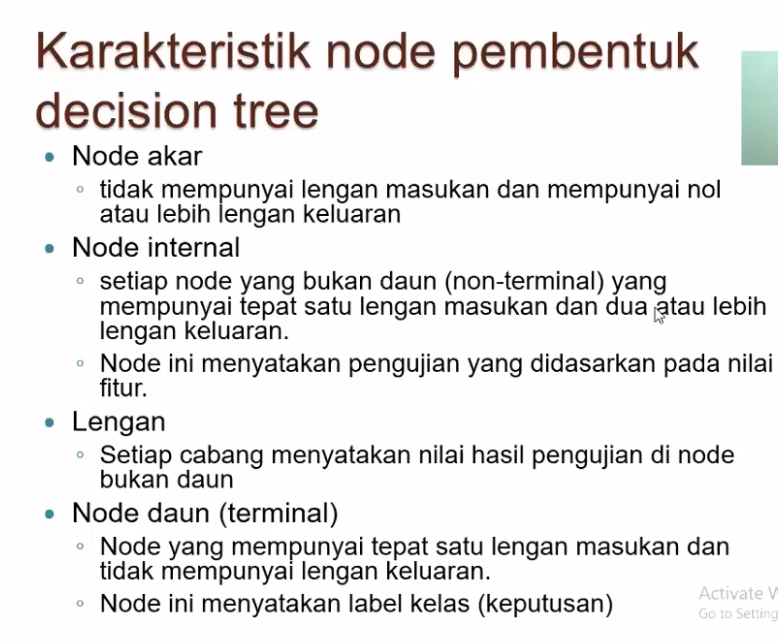 Karakteristik node pembentuk
decision tree
• Node akar
◦ tidak mempunyai lengan masukan dan mempunyai nol
atau lebih lengan keluaran
• Node internal
◦ setiap node yang bukan daun (non-terminal) yang
mempunyai tepat satu lengan masukan dan dua atau lebih
lengan keluaran.
◦ Node ini menyatakan pengujian yang didasarkan pada nilai
fitur.
• Lengan
◦ Setiap cabang menyatakan nilai hasil pengujian di node
bukan daun
• Node daun (terminal)
◦ Node yang mempunyai tepat satu lengan masukan dan
tidak mempunyai lengan keluaran.
◦ Node ini menyatakan label kelas (keputusan)
Activate
Go to Setting